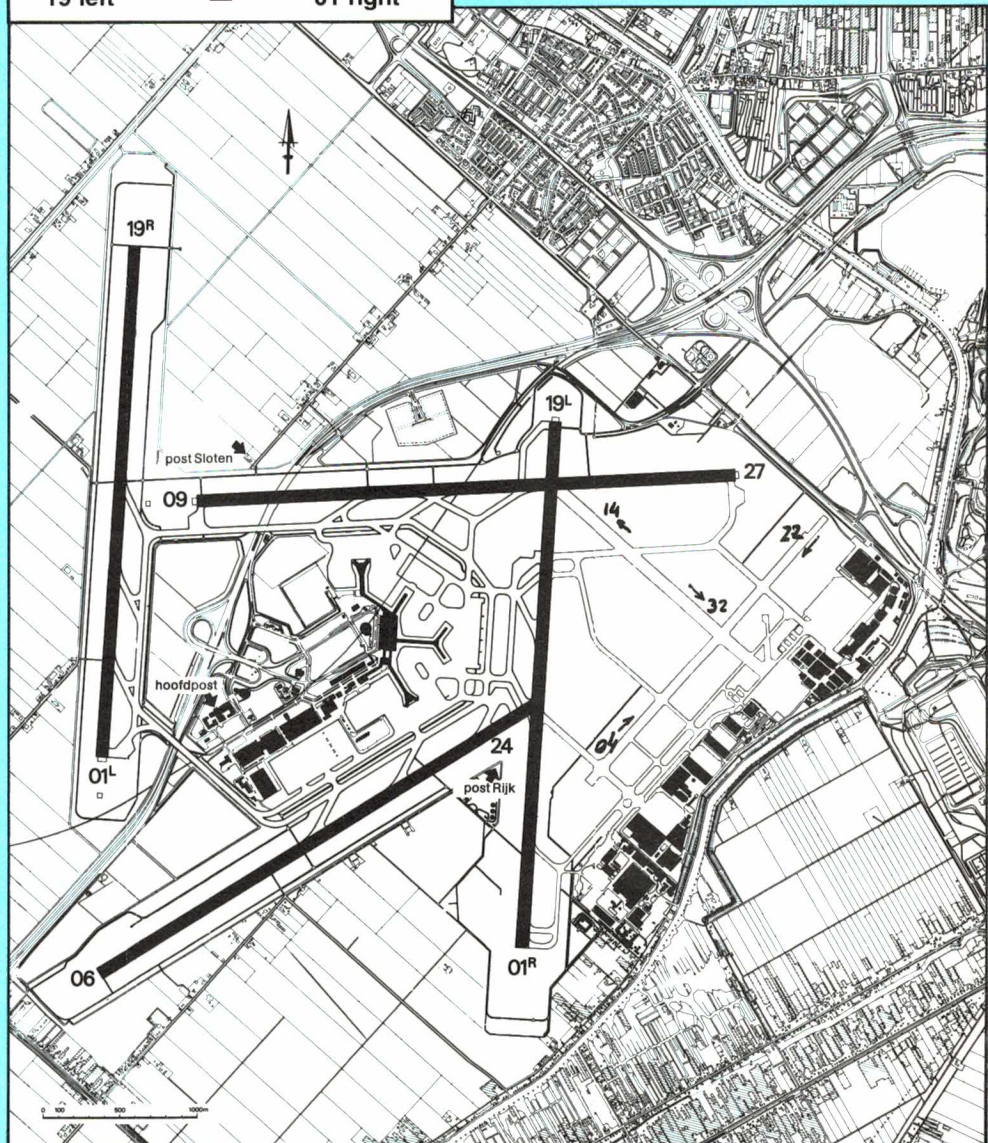 19 left — 01 right
19R
post Sloten
19L
09
27
14
22
32
hoofdpost
04
24
01L
post Rijk
06
01R
0 100 500 1000m